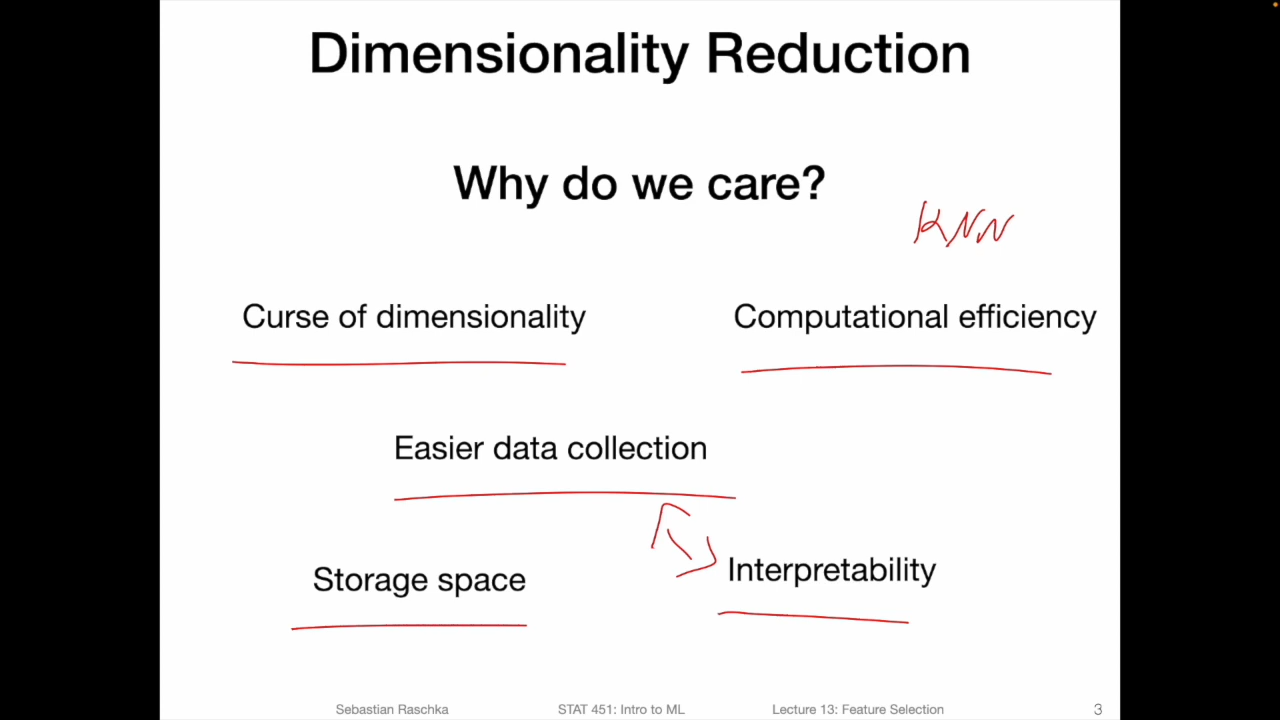 Dimensionality Reduction
Why do we care?
KNN
Curse of dimensionality
Computational efficiency
Easier data collection
Storage space
Interpretability
Sebastian Raschka
STAT 451: Intro to ML
Lecture 13: Feature Selection
3